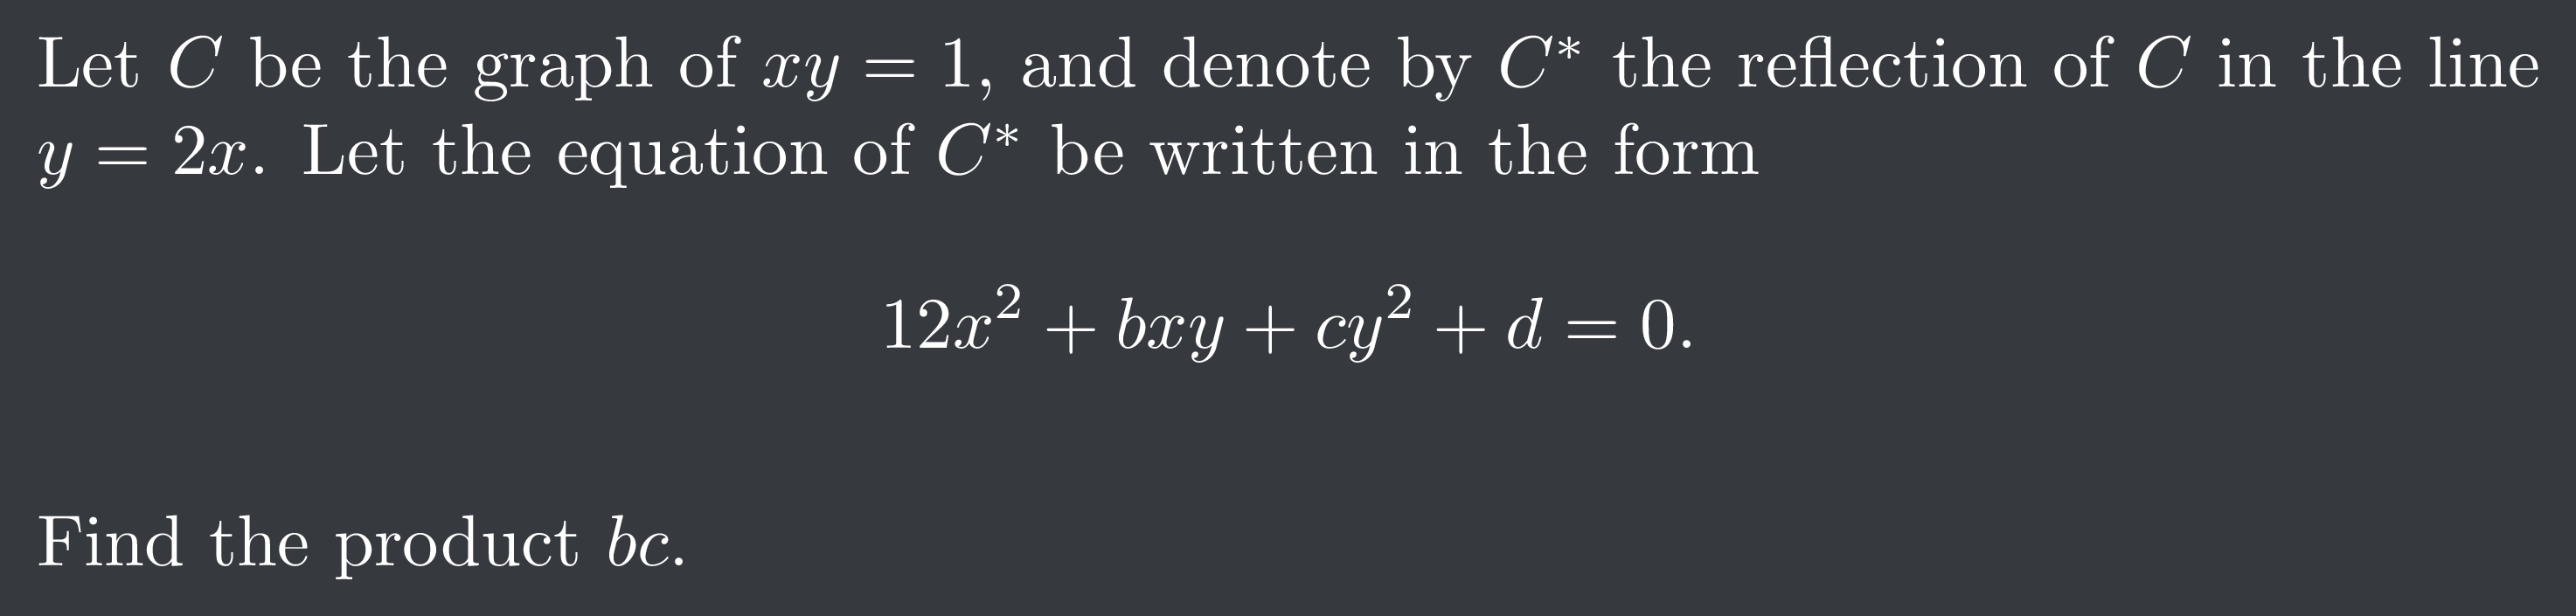 Let C be the graph of xy = 1, and denote by C* the reflection of C in the line
y = 2x. Let the equation of C* be written in the form
12x² + bxy + cy² + d = 0.
Find the product bc.